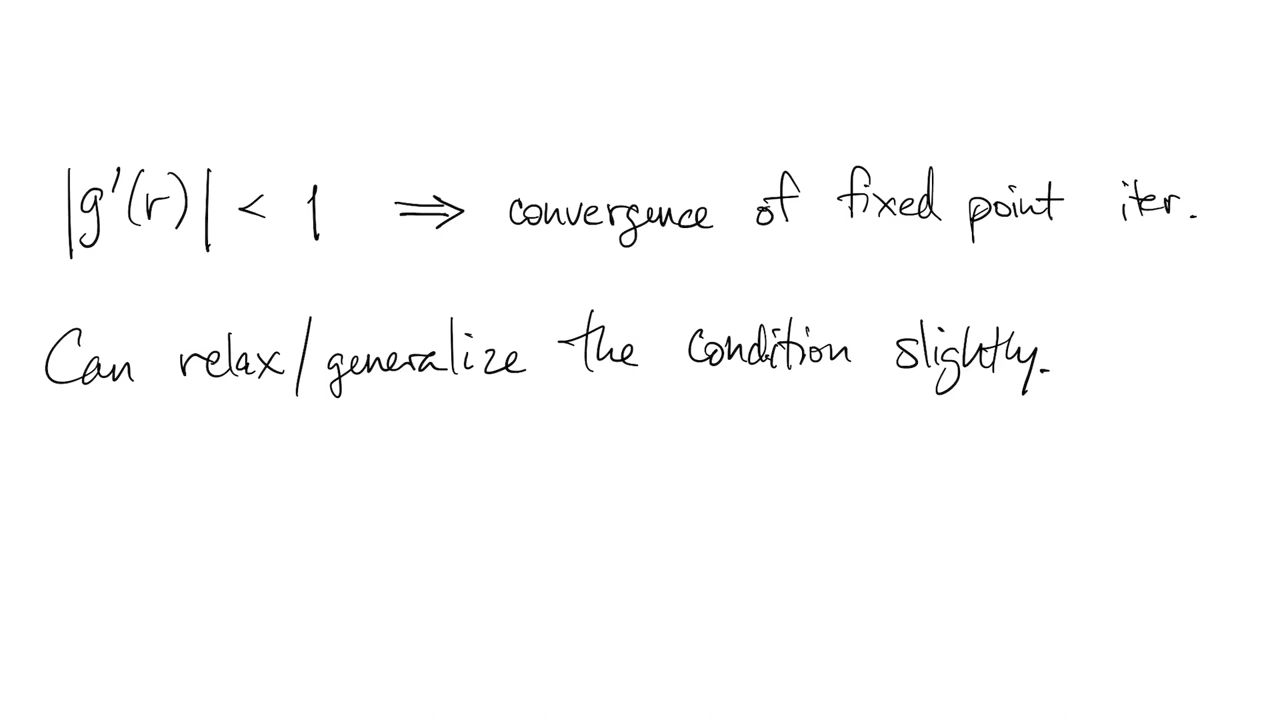 |g'(r)| < 1 ⟹ convergence of fixed point iter.
Can relax/generalize the condition slightly.